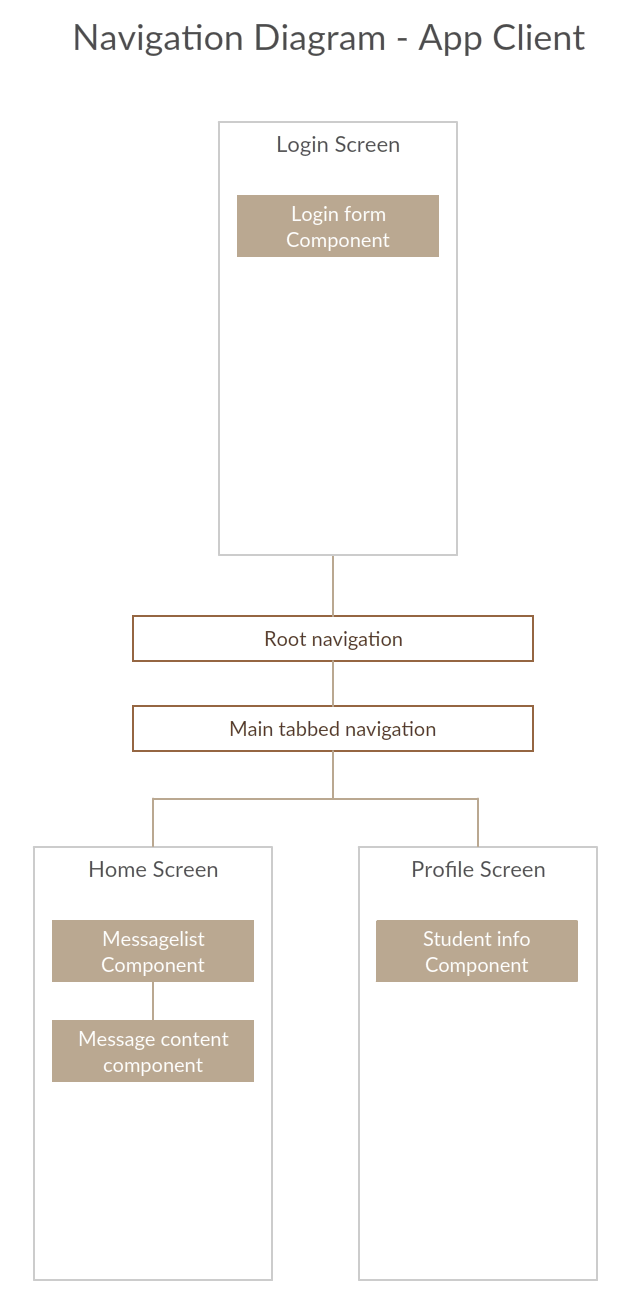 Navigation Diagram - App Client
Login Screen
Login form
Component
Root navigation
Main tabbed navigation
Home Screen
Messagelist
Component
Message content
component
Profile Screen
Student info
Component